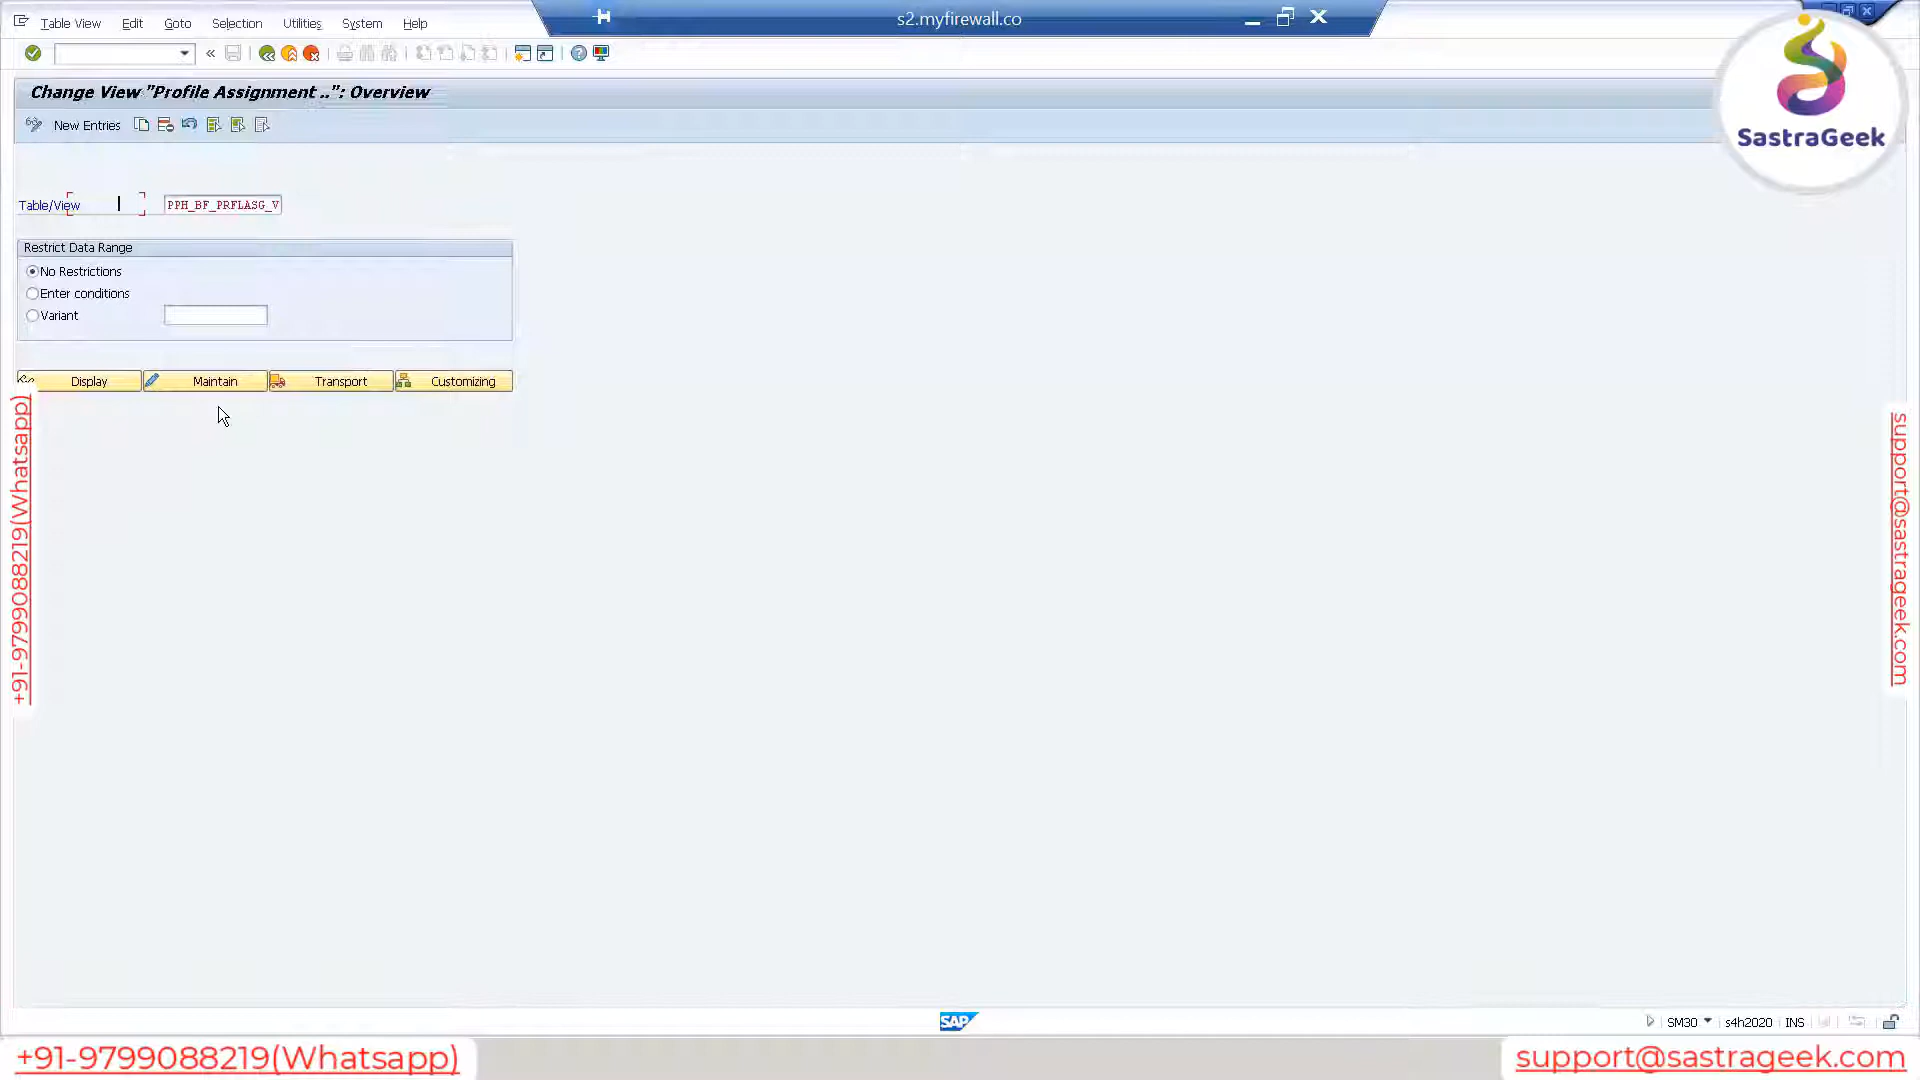 Table View Edit Goto Selection Utilities System Help
s2.myfirewall.co
Change View "Profile Assignment ..": Overview
New Entries
SastraGeek
Table/View PPH_BF_PRFLASG_V
Restrict Data Range
No Restrictions
Enter conditions
Variant
Display Maintain Transport Customizing
+91-9799088219(Whatsapp)
support@sastrageek.com
SAP
SM30 s4h2020 INS
+91-9799088219(Whatsapp)
support@sastrageek.com